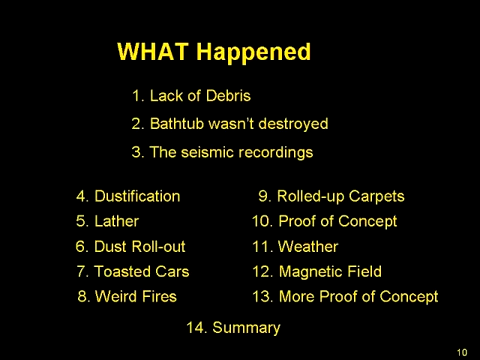 WHAT Happened
1. Lack of Debris
2. Bathtub wasn't destroyed
3. The seismic recordings
4. Dustification
5. Lather
6. Dust Roll-out
7. Toasted Cars
8. Weird Fires
9. Rolled-up Carpets
10. Proof of Concept
11. Weather
12. Magnetic Field
13. More Proof of Concept
14. Summary
10